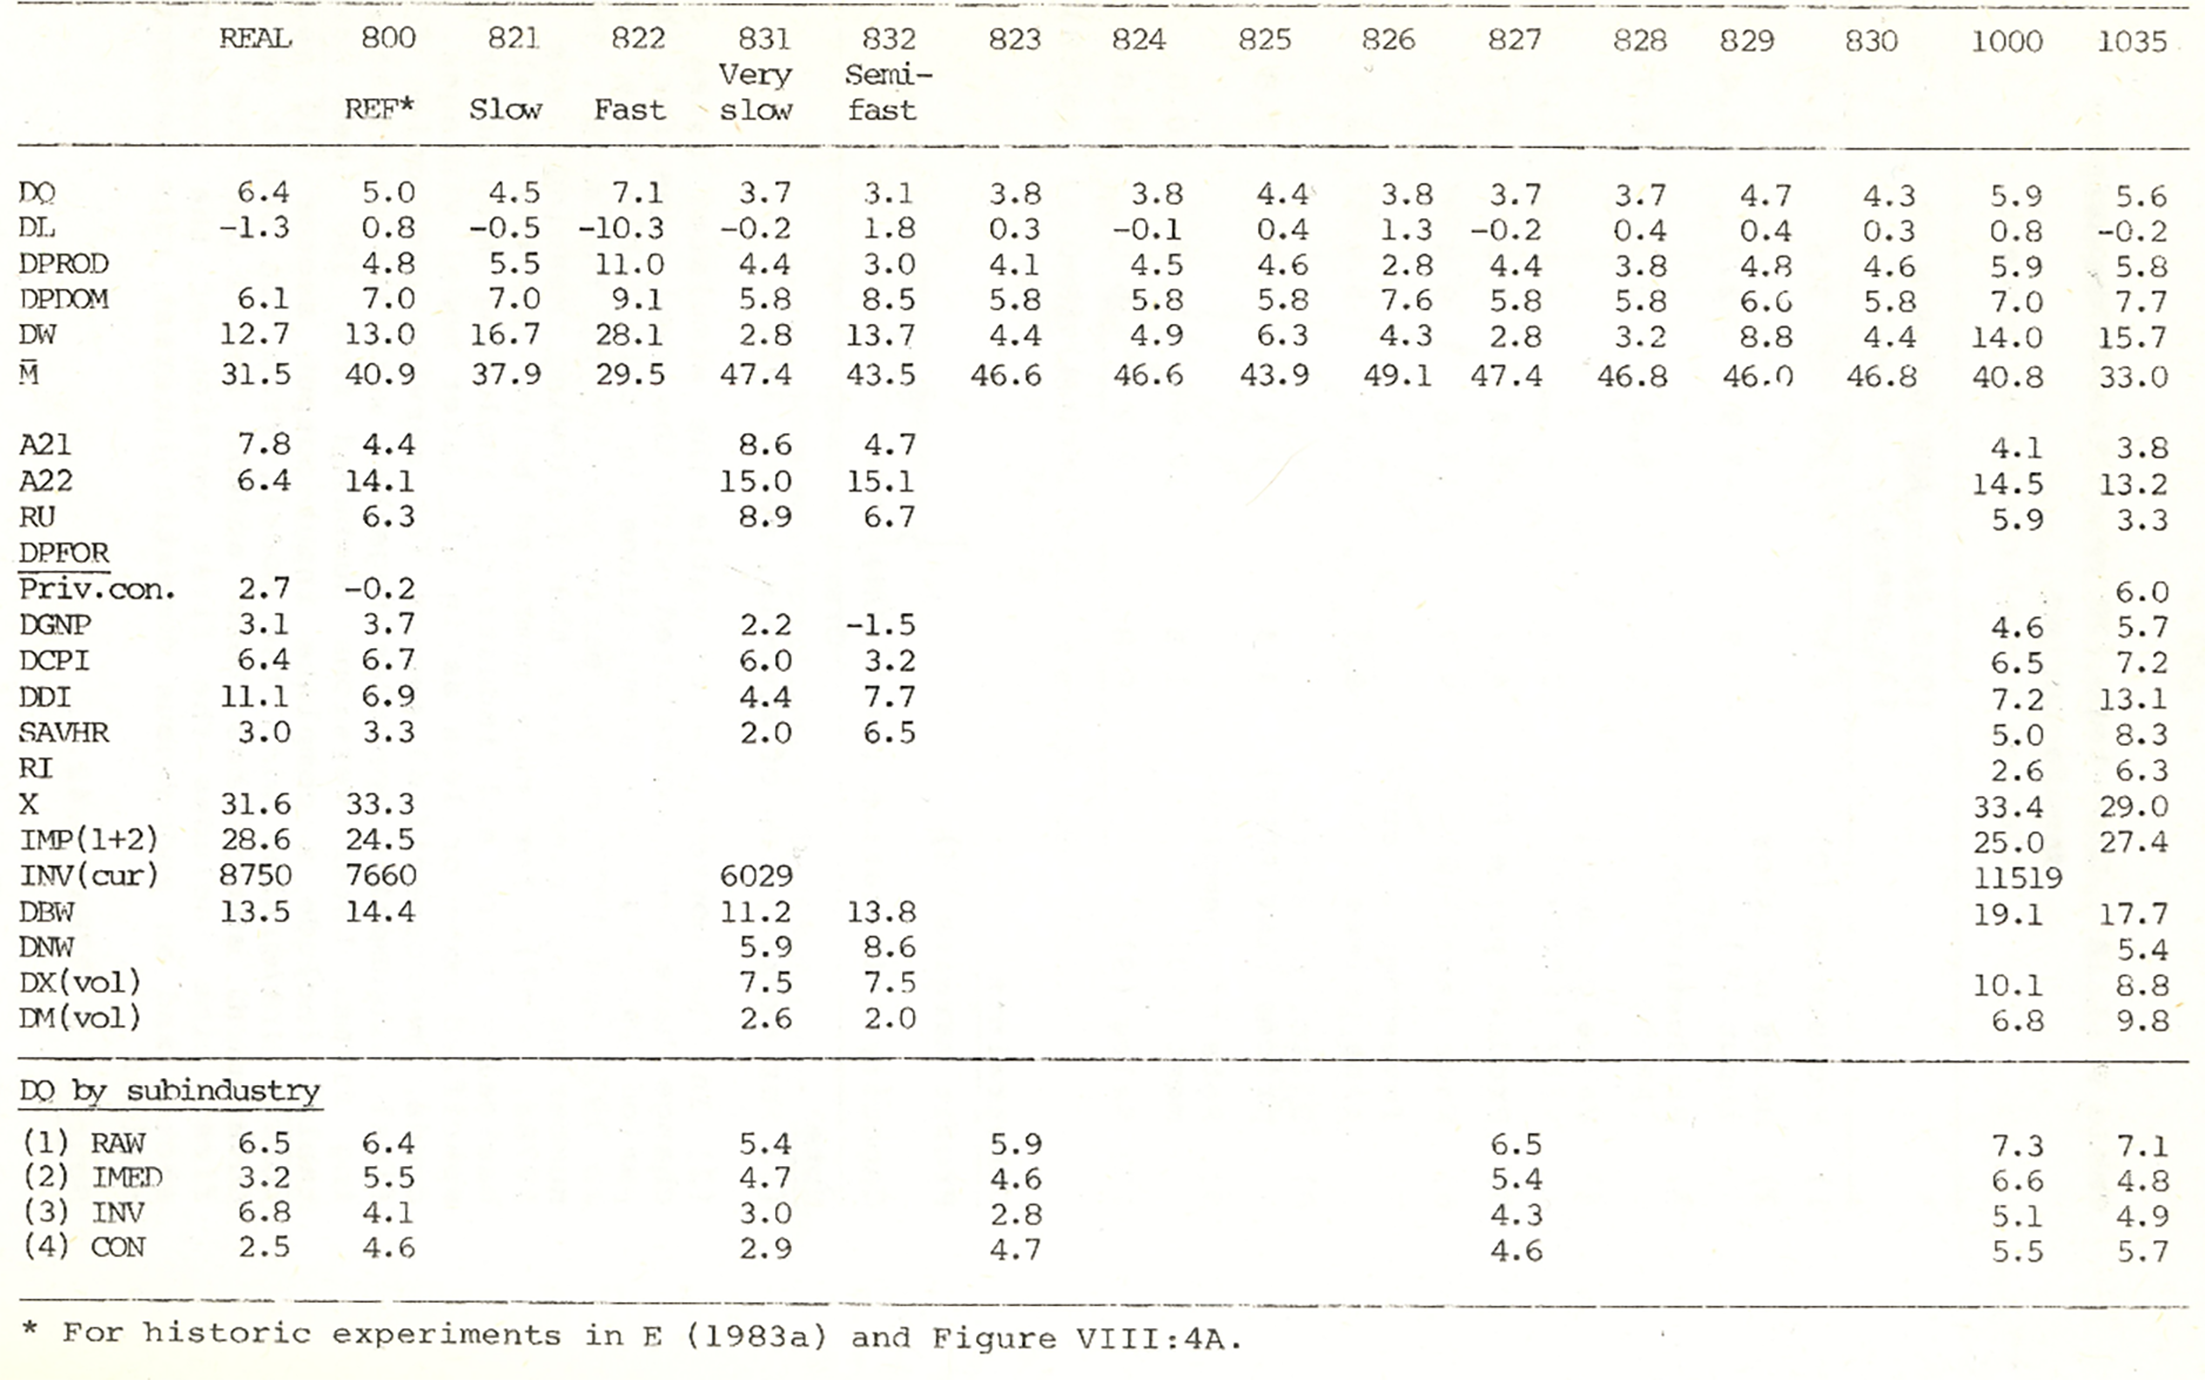 REAL 800 821 822 831 832 823 824 825 826 827 828 829 830 1000 1035
Very Semi-
REF* Slow Fast slow fast
DQ 6.4 5.0 4.5 7.1 3.7 3.1 3.8 3.8 4.4 3.8 3.7 3.7 4.7 4.3 5.9 5.6
DL -1.3 0.8 -0.5 -10.3 -0.2 1.8 0.3 -0.1 0.4 1.3 -0.2 0.4 0.4 0.3 0.8 -0.2
DPROD 4.8 5.5 11.0 4.4 3.0 4.1 4.5 4.6 2.8 4.4 3.8 4.8 4.6 5.9 5.8
DPDOM 6.1 7.0 7.0 9.1 5.8 8.5 5.8 5.8 5.8 7.6 5.8 5.8 6.6 5.8 7.0 7.7
DW 12.7 13.0 16.7 28.1 2.8 13.7 4.4 4.9 6.3 4.3 2.8 3.2 8.8 4.4 14.0 15.7
M̄ 31.5 40.9 37.9 29.5 47.4 43.5 46.6 46.6 43.9 49.1 47.4 46.8 46.0 46.8 40.8 33.0
A21 7.8 4.4 8.6 4.7 4.1 3.8
A22 6.4 14.1 15.0 15.1 14.5 13.2
RU 6.3 8.9 6.7 5.9 3.3
DPFOR
Priv.con. 2.7 -0.2 6.0
DGNP 3.1 3.7 2.2 -1.5 4.6 5.7
DCPI 6.4 6.7 6.0 3.2 6.5 7.2
DDI 11.1 6.9 4.4 7.7 7.2 13.1
SAVHR 3.0 3.3 2.0 6.5 5.0 8.3
RI 2.6 6.3
X 31.6 33.3 33.4 29.0
IMP(1+2) 28.6 24.5 25.0 27.4
INV(cur) 8750 7660 6029 11519
DBW 13.5 14.4 11.2 13.8 19.1 17.7
DNW 5.9 8.6 5.4
DX(vol) 7.5 7.5 10.1 8.8
DM(vol) 2.6 2.0 6.8 9.8
DQ by subindustry
(1) RAW 6.5 6.4 5.4 5.9 6.5 7.3 7.1
(2) IMED 3.2 5.5 4.7 4.6 5.4 6.6 4.8
(3) INV 6.8 4.1 3.0 2.8 4.3 5.1 4.9
(4) CON 2.5 4.6 2.9 4.7 4.6 5.5 5.7
* For historic experiments in E (1983a) and Figure VIII:4A.